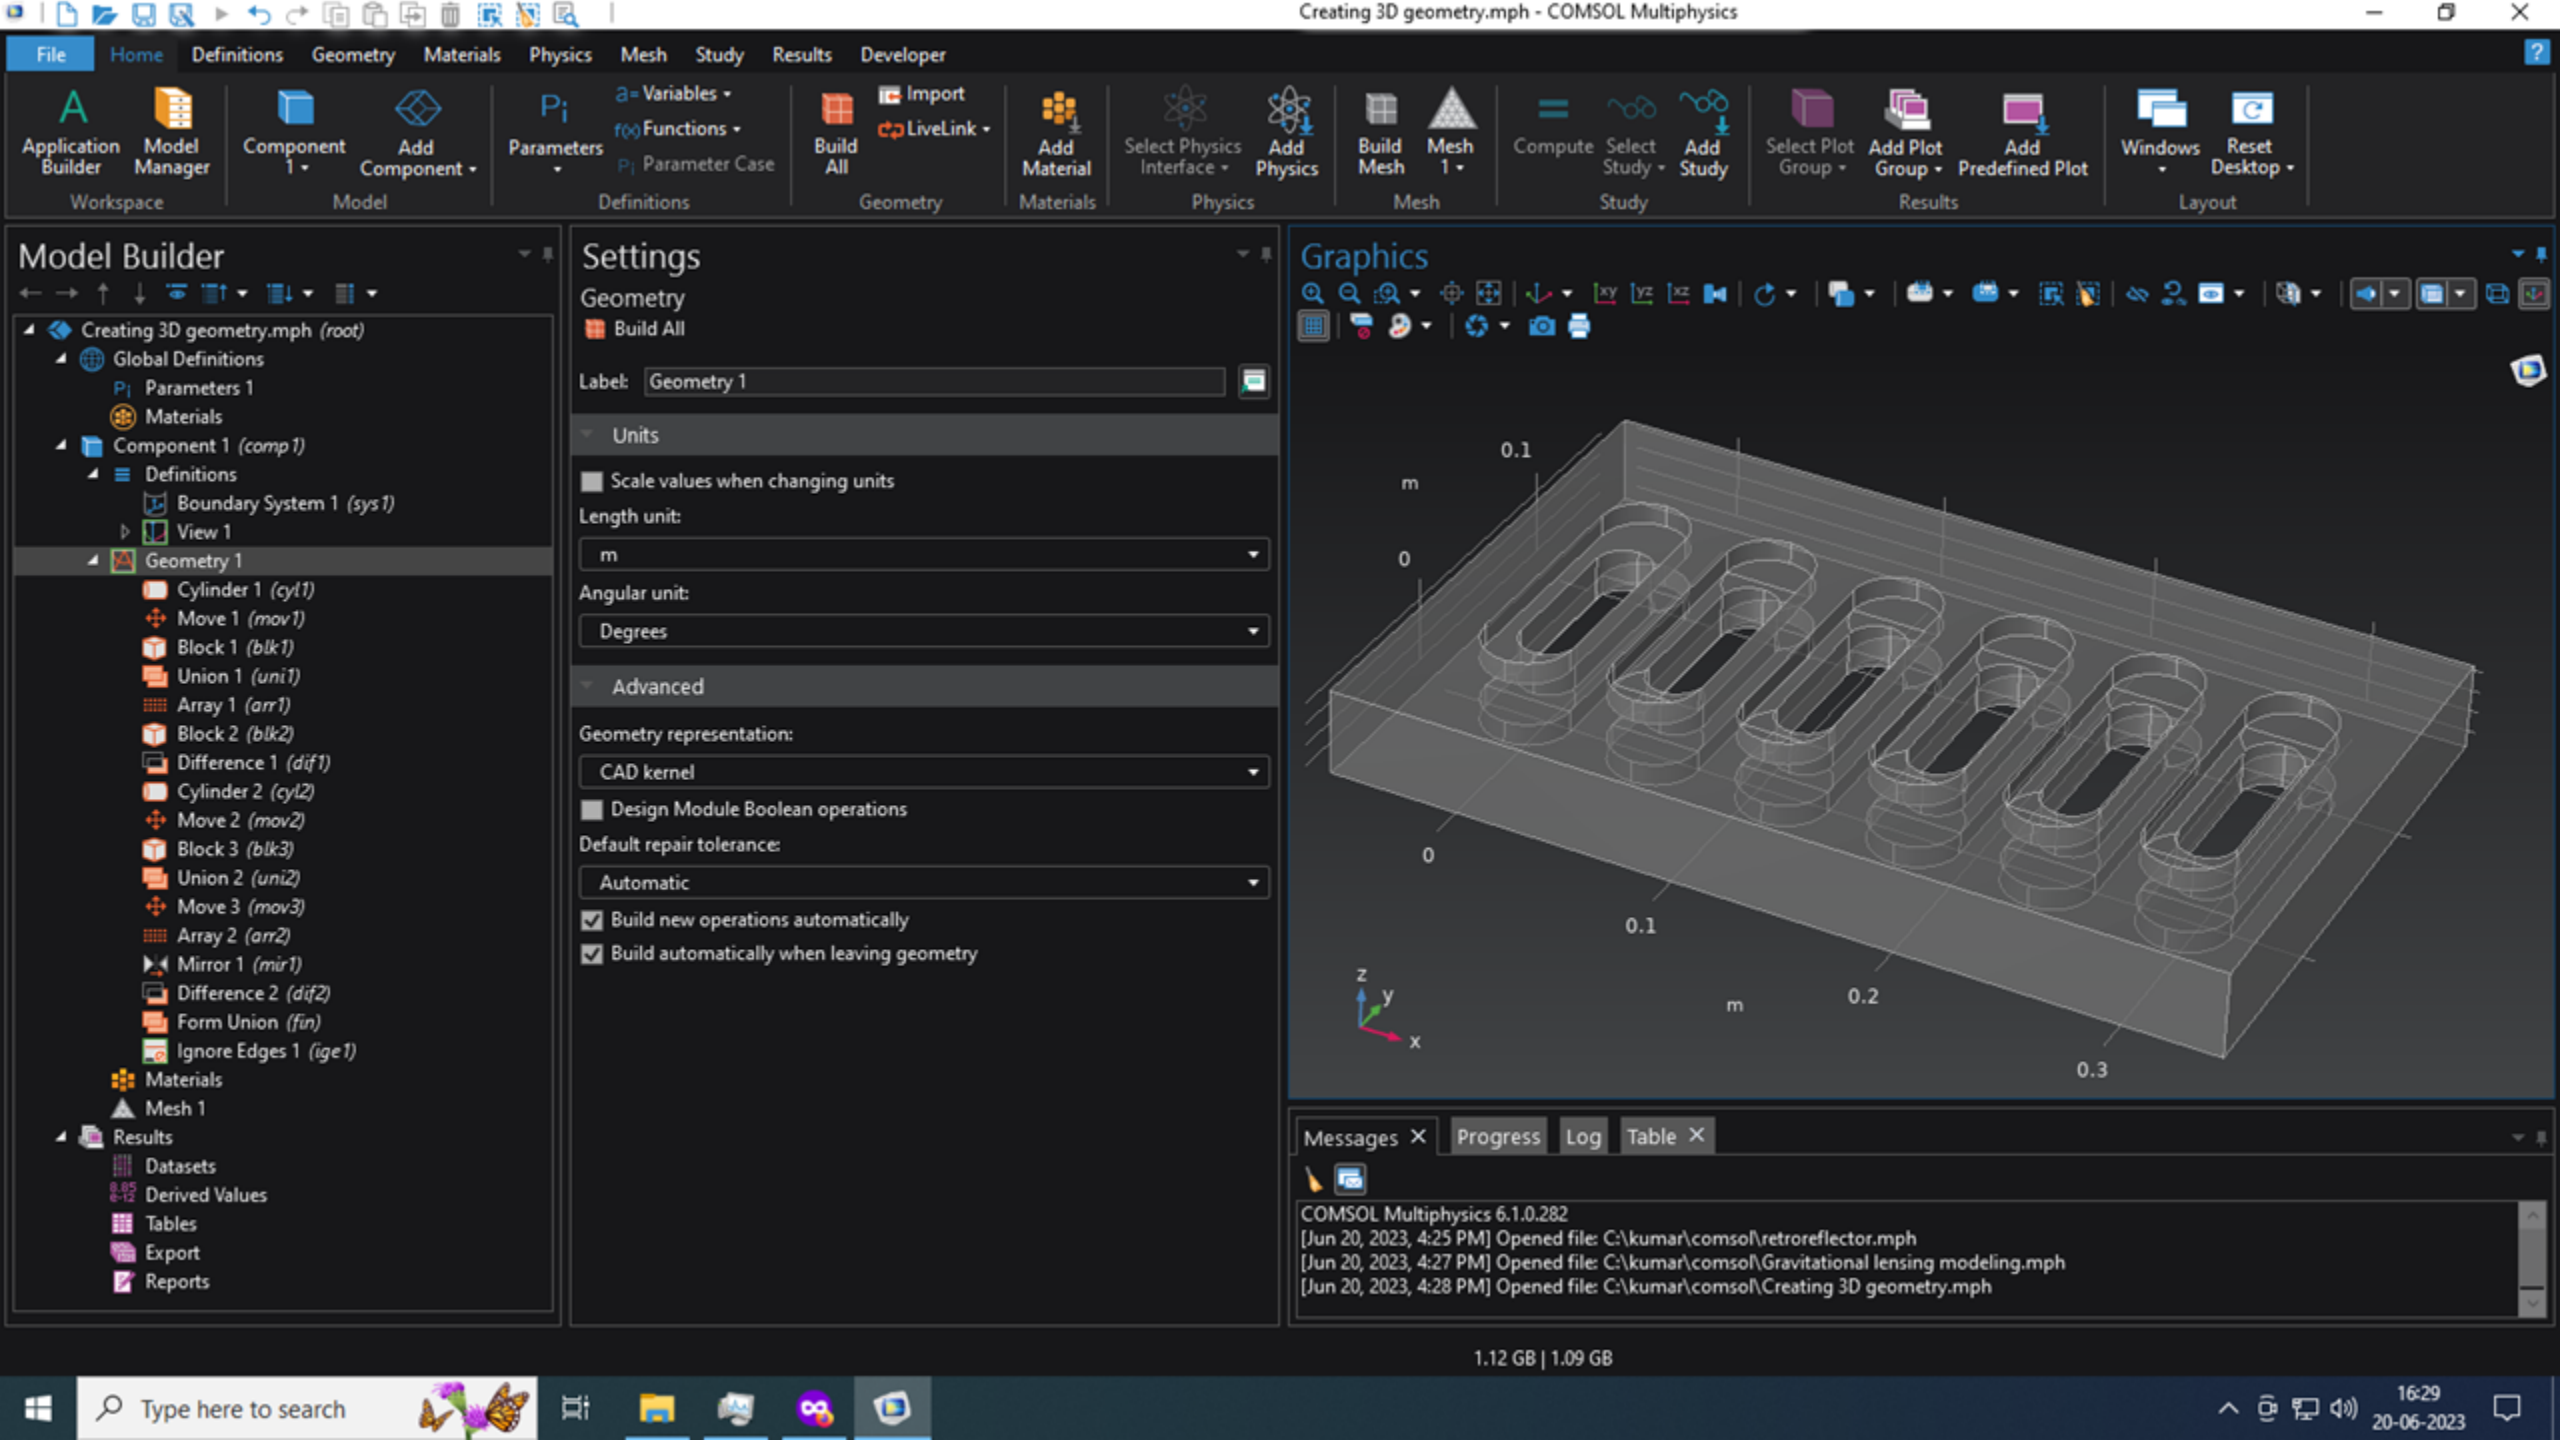 Creating 3D geometry.mph - COMSOL Multiphysics
File Home Definitions Geometry Materials Physics Mesh Study Results Developer
Application Builder
Model Manager
Workspace
Component 1
Add Component
Model
Pi
Parameters
a= Variables
f(x) Functions
Pi Parameter Case
Definitions
Build All
Import
LiveLink
Geometry
Add Material
Materials
Select Physics Interface
Add Physics
Physics
Build Mesh
Mesh 1
Mesh
Compute
Select Study
Add Study
Study
Select Plot Group
Add Plot Group
Add Predefined Plot
Results
Windows
Reset Desktop
Layout
Model Builder
Creating 3D geometry.mph (root)
Global Definitions
Pi Parameters 1
Materials
Component 1 (comp1)
Definitions
Boundary System 1 (sys1)
View 1
Geometry 1
Cylinder 1 (cyl1)
Move 1 (mov1)
Block 1 (blk1)
Union 1 (uni1)
Array 1 (arr1)
Block 2 (blk2)
Difference 1 (dif1)
Cylinder 2 (cyl2)
Move 2 (mov2)
Block 3 (blk3)
Union 2 (uni2)
Move 3 (mov3)
Array 2 (arr2)
Mirror 1 (mir1)
Difference 2 (dif2)
Form Union (fin)
Ignore Edges 1 (ige1)
Materials
Mesh 1
Results
Datasets
8.85
e-12
Derived Values
Tables
Export
Reports
Settings
Geometry
Build All
Label: Geometry 1
Units
Scale values when changing units
Length unit:
m
Angular unit:
Degrees
Advanced
Geometry representation:
CAD kernel
Design Module Boolean operations
Default repair tolerance:
Automatic
Build new operations automatically
Build automatically when leaving geometry
Graphics
xy yz xz
0.1
m
0
0
0.1
m
0.2
0.3
z
y
x
Messages Progress Log Table
COMSOL Multiphysics 6.1.0.282
[Jun 20, 2023, 4:25 PM] Opened file: C:\kumar\comsol\retroreflector.mph
[Jun 20, 2023, 4:27 PM] Opened file: C:\kumar\comsol\Gravitational lensing modeling.mph
[Jun 20, 2023, 4:28 PM] Opened file: C:\kumar\comsol\Creating 3D geometry.mph
1.12 GB | 1.09 GB
Type here to search
16:29
20-06-2023